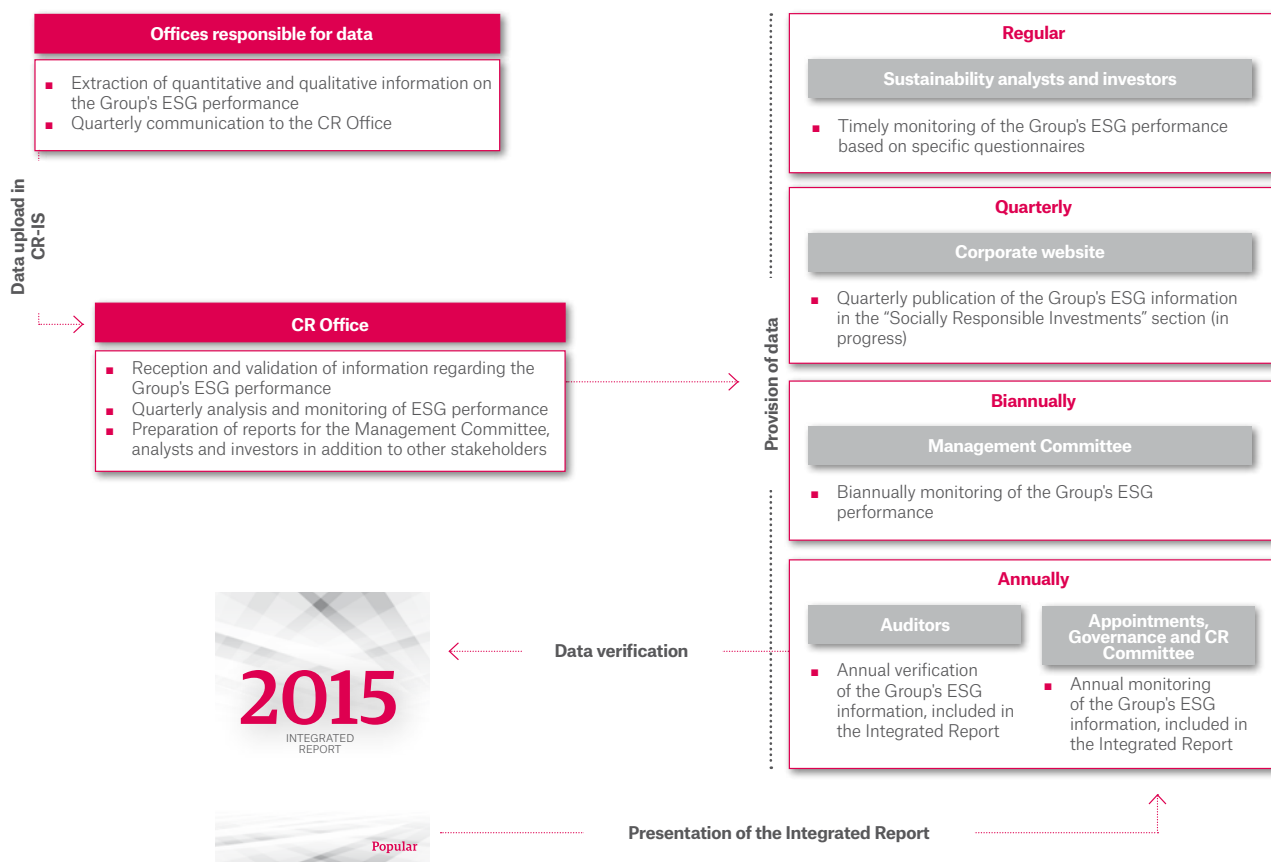 Offices responsible for data
Extraction of quantitative and qualitative information on
the Group's ESG performance
Quarterly communication to the CR Office
Data upload in
CR-IS
CR Office
Reception and validation of information regarding the
Group's ESG performance
Quarterly analysis and monitoring of ESG performance
Preparation of reports for the Management Committee,
analysts and investors in addition to other stakeholders
Provision of data
Regular
Sustainability analysts and investors
Timely monitoring of the Group's ESG performance
based on specific questionnaires
Quarterly
Corporate website
Quarterly publication of the Group's ESG information
in the “Socially Responsible Investments” section (in
progress)
Biannually
Management Committee
Biannually monitoring of the Group's ESG
performance
Annually
Auditors
Annual verification
of the Group's ESG
information, included in
the Integrated Report
Appointments,
Governance and CR
Committee
Annual monitoring
of the Group's ESG
information, included in
the Integrated Report
Data verification
2015
INTEGRATED
REPORT
Popular
Presentation of the Integrated Report